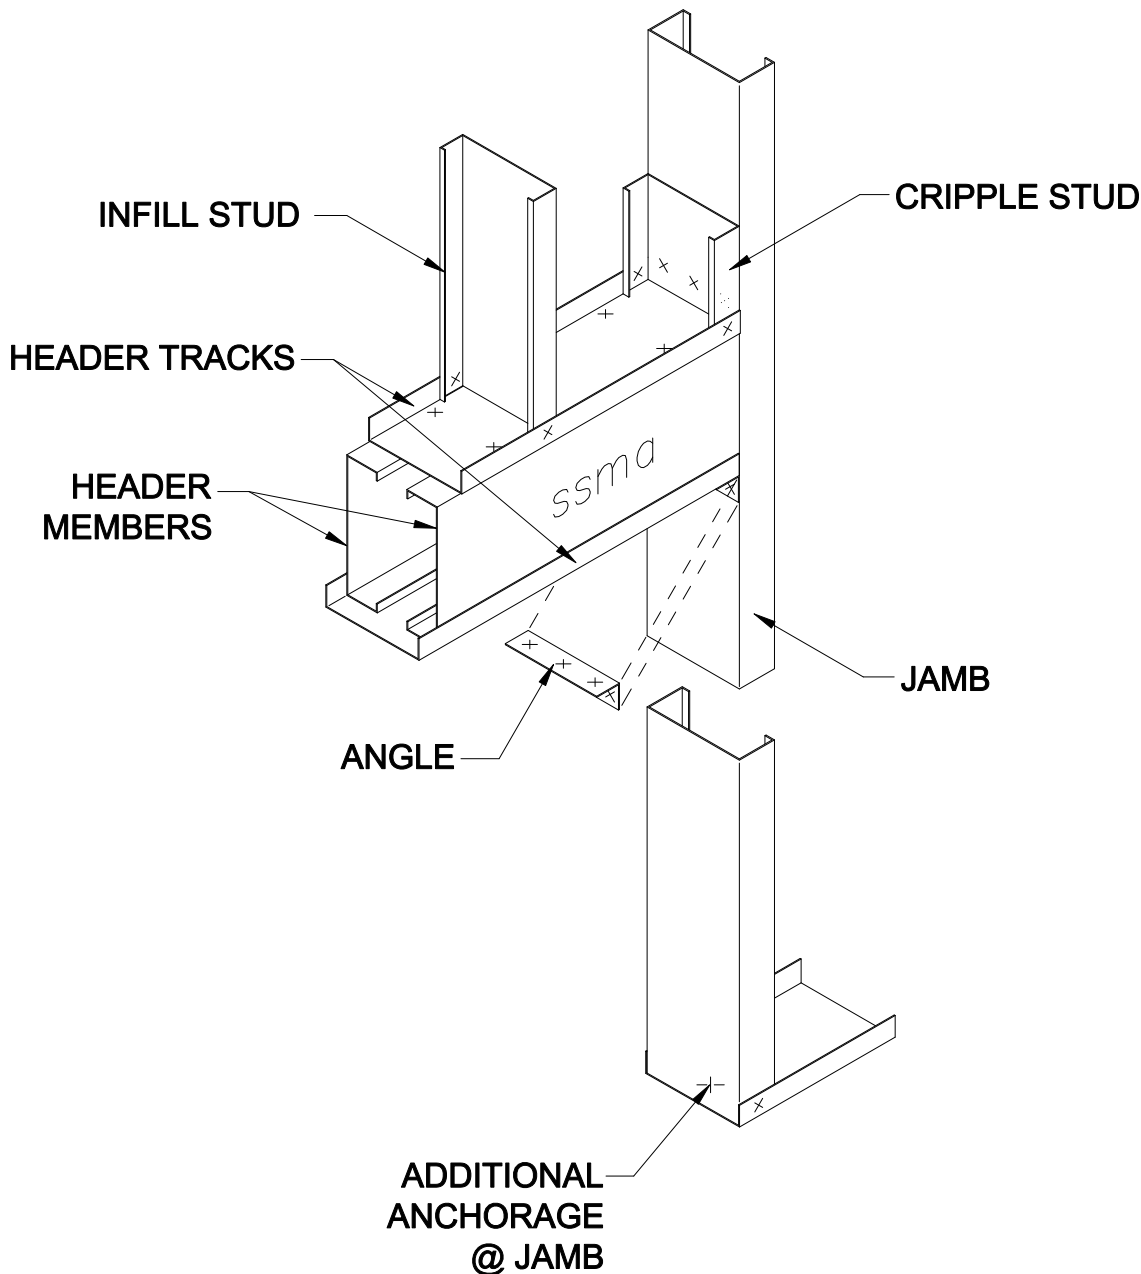 CRIPPLE STUD
INFILL STUD
HEADER TRACKS
ssma
HEADER
MEMBERS
JAMB
ANGLE
ADDITIONAL
ANCHORAGE
@ JAMB